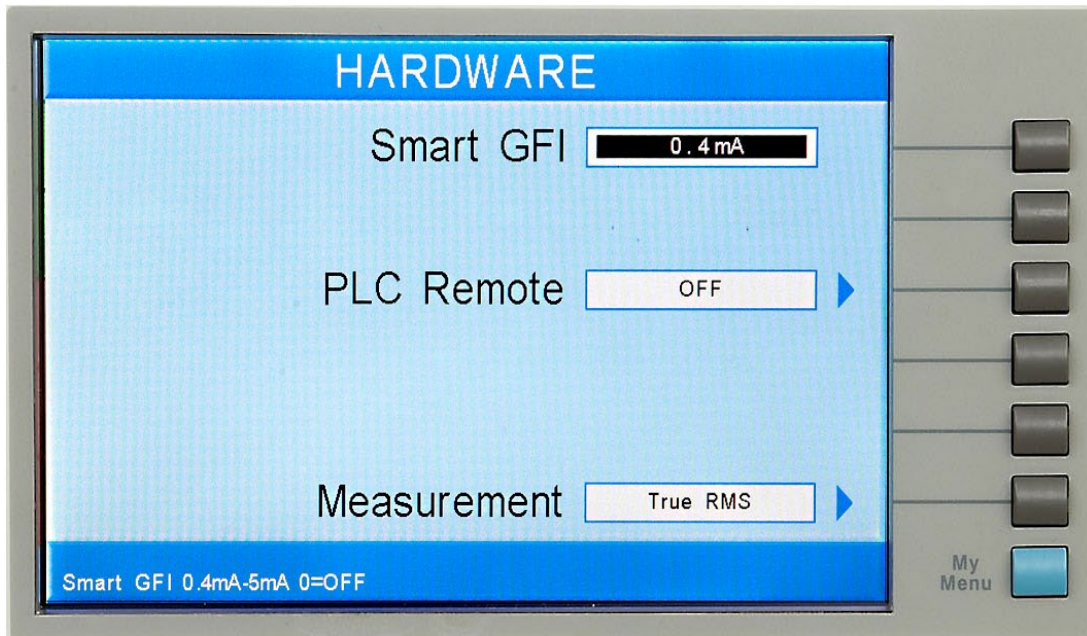 HARDWARE
Smart GFI 0.4mA
PLC Remote OFF
Measurement True RMS
Smart GFI 0.4mA-5mA 0=OFF
My
Menu